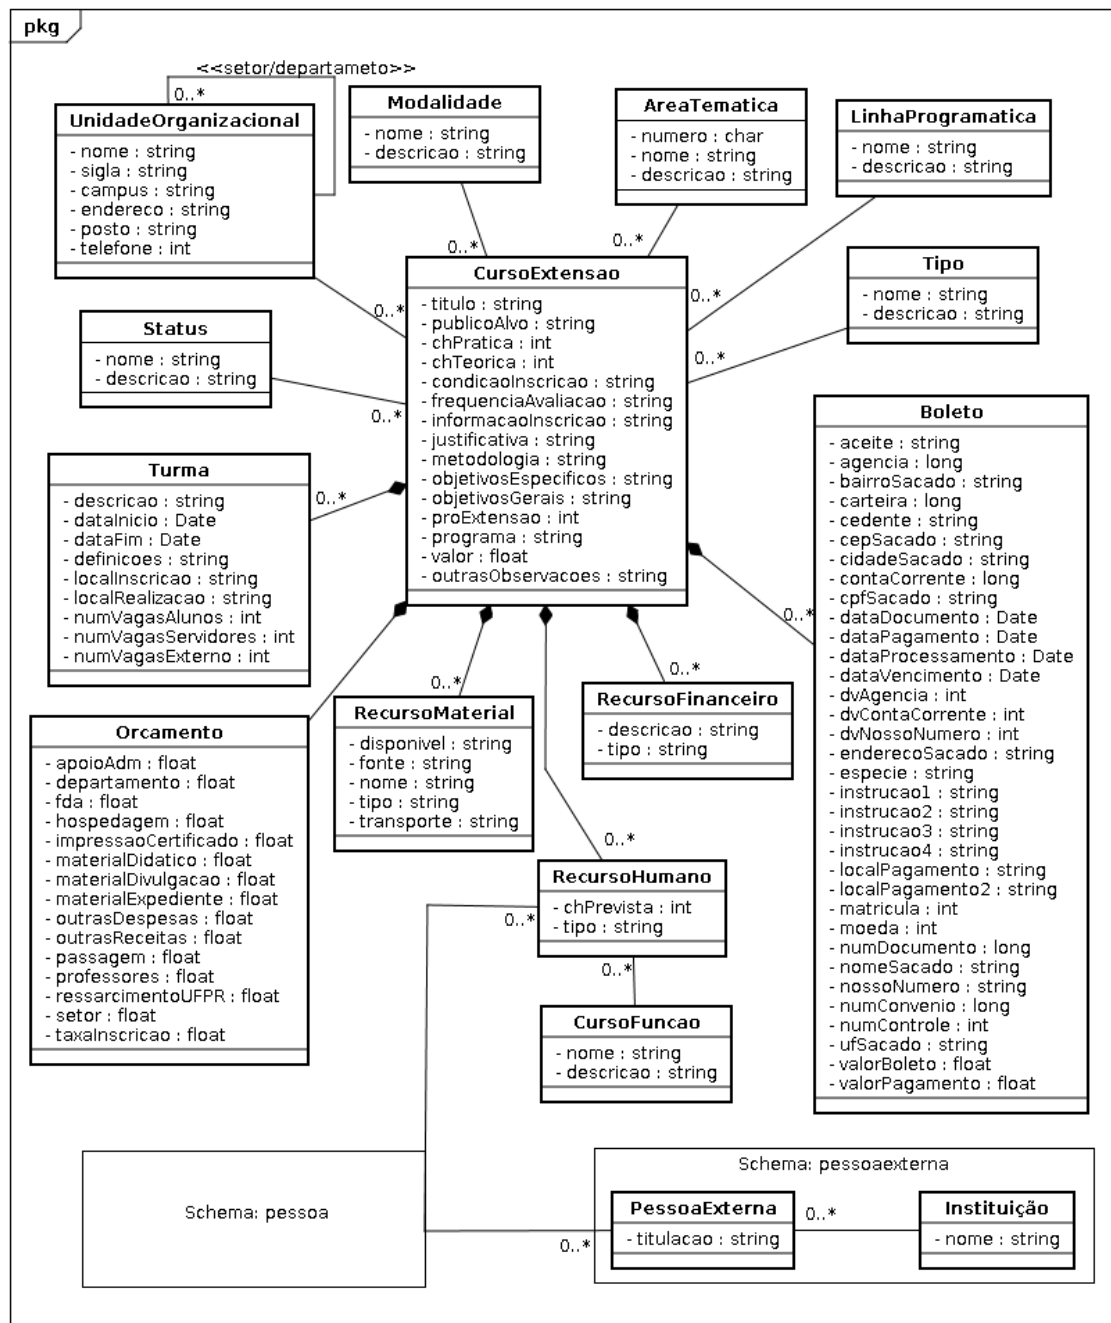 pkg
<<setor/departameto>>
0..*
UnidadeOrganizacional
- nome : string
- sigla : string
- campus : string
- endereco : string
- posto : string
- telefone : int
0..*
Modalidade
- nome : string
- descricao : string
0..*
AreaTematica
- numero : char
- nome : string
- descricao : string
0..*
LinhaProgramatica
- nome : string
- descricao : string
0..*
Tipo
- nome : string
- descricao : string
0..*
Status
- nome : string
- descricao : string
0..*
CursoExtensao
- titulo : string
- publicoAlvo : string
- chPratica : int
- chTeorica : int
- condicaoInscricao : string
- frequenciaAvaliacao : string
- informacaoInscricao : string
- justificativa : string
- metodologia : string
- objetivosEspecificos : string
- objetivosGerais : string
- proExtensao : int
- programa : string
- valor : float
- outrasObservacoes : string
Turma
- descricao : string
- dataInicio : Date
- dataFim : Date
- definicoes : string
- localInscricao : string
- localRealizacao : string
- numVagasAlunos : int
- numVagasServidores : int
- numVagasExterno : int
0..*
Boleto
- aceite : string
- agencia : long
- bairroSacado : string
- carteira : long
- cedente : string
- cepSacado : string
- cidadeSacado : string
- contaCorrente : long
- cpfSacado : string
- dataDocumento : Date
- dataPagamento : Date
- dataProcessamento : Date
- dataVencimento : Date
- dvAgencia : int
- dvContaCorrente : int
- dvNossoNumero : int
- enderecoSacado : string
- especie : string
- instrucao1 : string
- instrucao2 : string
- instrucao3 : string
- instrucao4 : string
- localPagamento : string
- localPagamento2 : string
- matricula : int
- moeda : int
- numDocumento : long
- nomeSacado : string
- nossoNumero : string
- numConvenio : long
- numControle : int
- ufSacado : string
- valorBoleto : float
- valorPagamento : float
0..*
Orcamento
- apoioAdm : float
- departamento : float
- fda : float
- hospedagem : float
- impressaoCertificado : float
- materialDidatico : float
- materialDivulgacao : float
- materialExpediente : float
- outrasDespesas : float
- outrasReceitas : float
- passagem : float
- professores : float
- ressarcimentoUFPR : float
- setor : float
- taxaInscricao : float
0..*
RecursoMaterial
- disponivel : string
- fonte : string
- nome : string
- tipo : string
- transporte : string
0..*
RecursoFinanceiro
- descricao : string
- tipo : string
0..*
RecursoHumano
- chPrevista : int
- tipo : string
0..*
0..*
CursoFuncao
- nome : string
- descricao : string
Schema: pessoa
0..*
Schema: pessoaexterna
PessoaExterna
- titulacao : string
0..*
Instituição
- nome : string